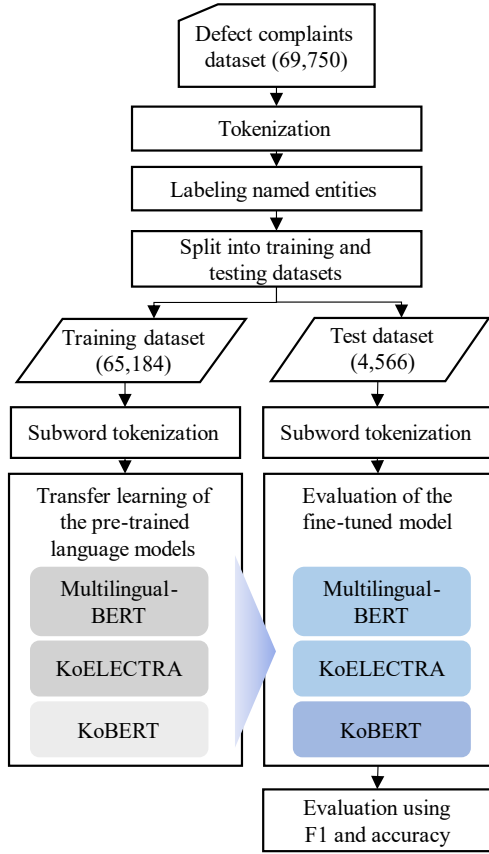 Defect complaints
dataset (69,750)
Tokenization
Labeling named entities
Split into training and
testing datasets
Training dataset
(65,184)
Test dataset
(4,566)
Subword tokenization
Subword tokenization
Transfer learning of
the pre-trained
language models
Multilingual-
BERT
KoELECTRA
KoBERT
Evaluation of the
fine-tuned model
Multilingual-
BERT
KoELECTRA
KoBERT
Evaluation using
F1 and accuracy